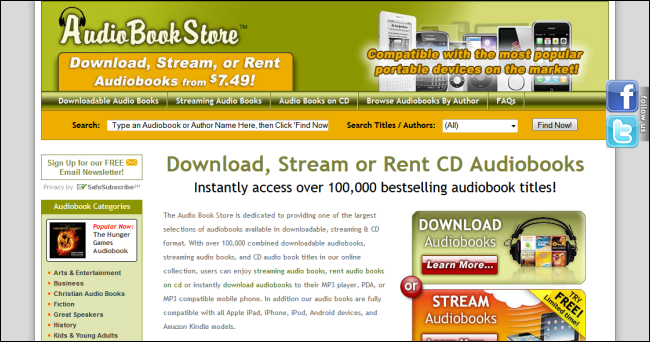 AudioBookStore™
Download, Stream, or Rent
Audiobooks from $7.49!
Compatible with the most popular
portable devices on the market!
Downloadable Audio Books
Streaming Audio Books
Audio Books on CD
Browse Audiobooks By Author
FAQs
Search:
Type an Audiobook or Author Name Here, then Click 'Find Now
Search Titles / Authors:
(All)
Find Now!
follow us
Sign Up for our FREE
Email Newsletter!
Privacy by SafeSubscribe℠
Audiobook Categories
Popular Now:
The Hunger
Games
Audiobook
Arts & Entertainment
Business
Christian Audio Books
Fiction
Great Speakers
History
Kids & Young Adults
Download, Stream or Rent CD Audiobooks
Instantly access over 100,000 bestselling audiobook titles!
The Audio Book Store is dedicated to providing one of the largest
selections of audiobooks available in downloadable, streaming & CD
format. With over 100,000 combined downloadable audiobooks,
streaming audio books, and CD audio book titles in our online
collection, users can enjoy streaming audio books, rent audio books
on cd or instantly download audiobooks to their MP3 player, PDA, or
MP3 compatible mobile phone. In addition our audio books are fully
compatible with all Apple iPad, iPhone, iPod, Android devices, and
Amazon Kindle models.
DOWNLOAD
Audiobooks
Learn More...
or
STREAM
Audiobooks
TRY
FREE!
Limited time!